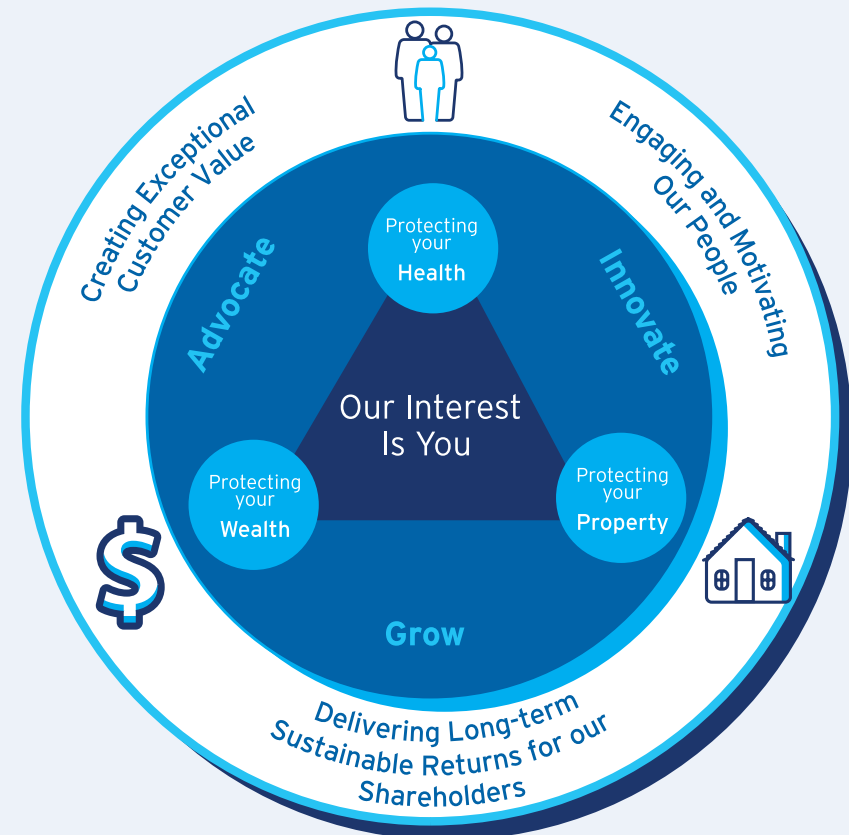 Creating Exceptional
Customer Value
Engaging and Motivating
Our People
Advocate
Innovate
Protecting
your
Health
Our Interest
Is You
Protecting
your
Wealth
Protecting
your
Property
Grow
Delivering Long-term
Sustainable Returns for our
Shareholders